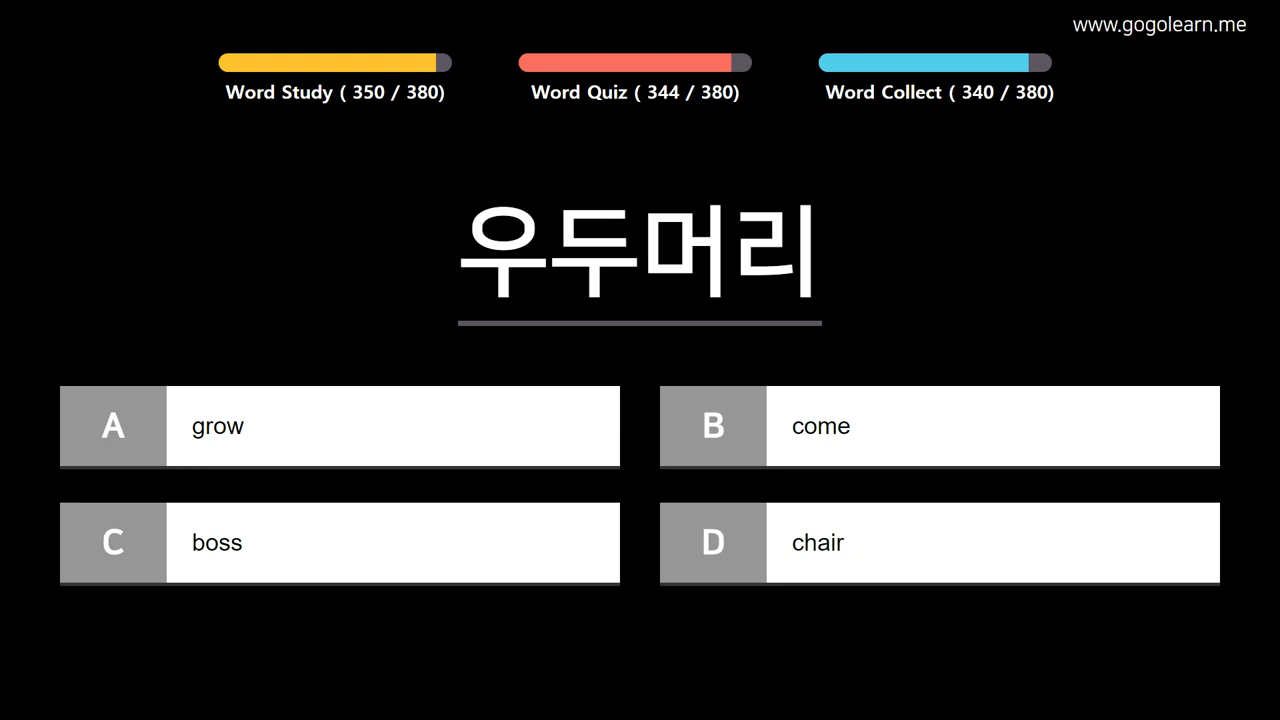 www.gogolearn.me
Word Study ( 350 / 380)
Word Quiz ( 344 / 380)
Word Collect ( 340 / 380)
우두머리
A grow
B come
C boss
D chair